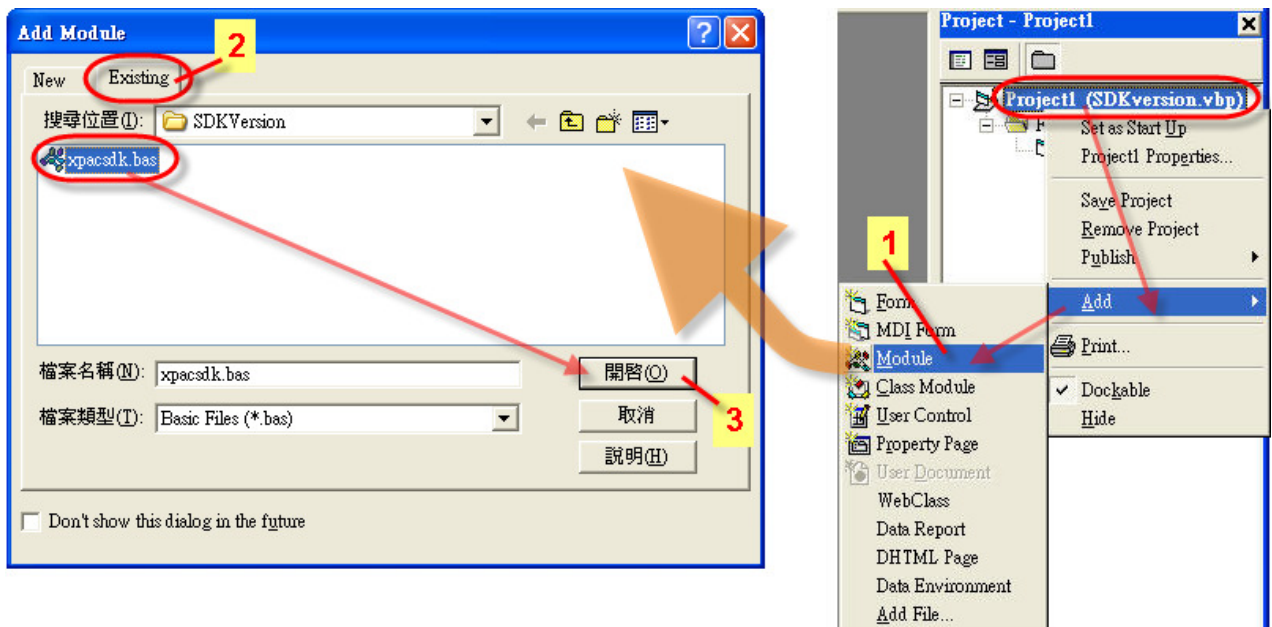 Add Module
2
New
Existing
搜尋位置(I):
SDKVersion
xpacsdk.bas
檔案名稱(N):
xpacsdk.bas
開啓(O)
檔案類型(T):
Basic Files (*.bas)
取消
3
說明(H)
Don't show this dialog in the future
Project - Project1
Project1 (SDKversion.vbp)
Set as Start Up
Project1 Properties...
Save Project
Remove Project
Publish
Add
Print...
Dockable
Hide
1
Form
MDI Form
Module
Class Module
User Control
Property Page
User Document
WebClass
Data Report
DHTML Page
Data Environment
Add File...